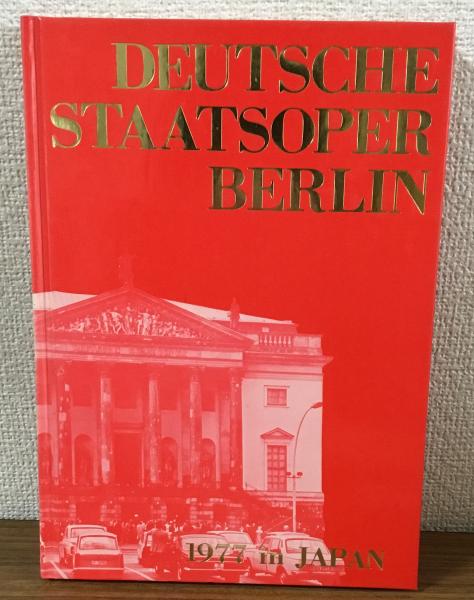 DEUTSCHE
STAATSOPER
BERLIN
1977 in JAPAN